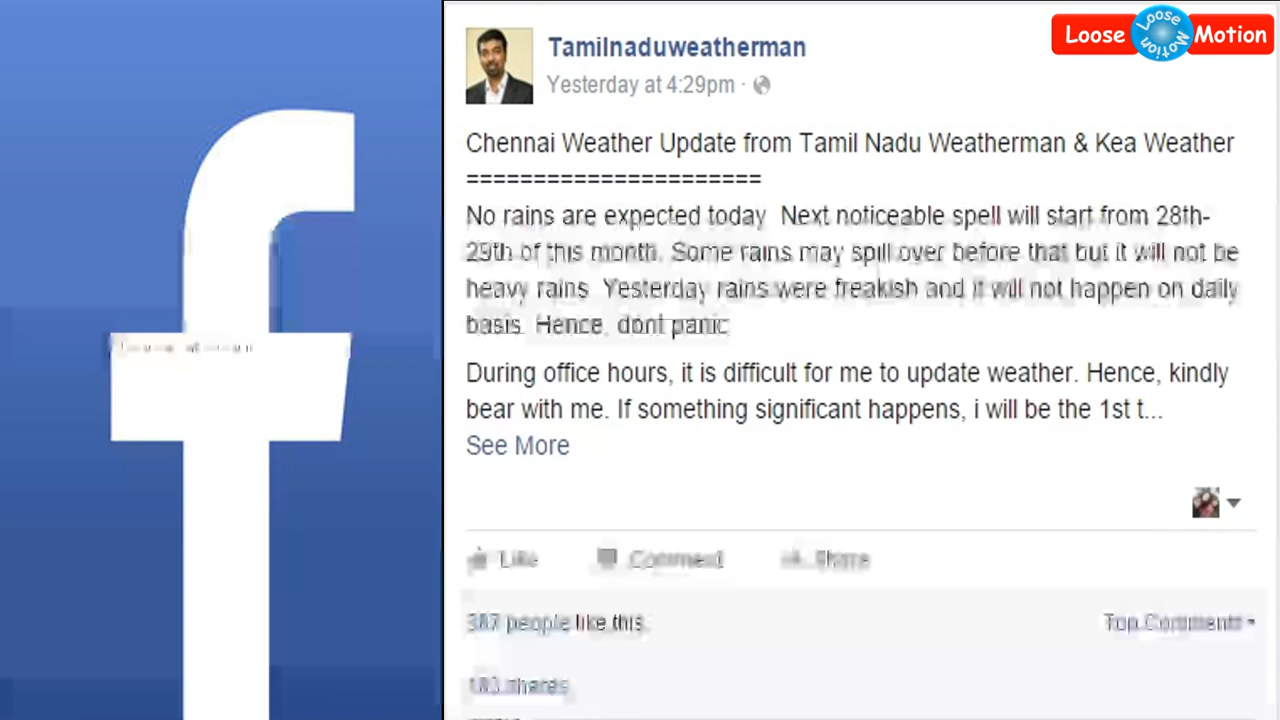 Loose Loose Motion Motion
Tamilnaduweatherman
Yesterday at 4:29pm ·
Chennai Weather Update from Tamil Nadu Weatherman & Kea Weather
======================
No rains are expected today Next noticeable spell will start from 28th-
29th of this month. Some rains may spill over before that but it will not be
heavy rains. Yesterday rains were freakish and it will not happen on daily
basis. Hence, dont panic
During office hours, it is difficult for me to update weather. Hence, kindly
bear with me. If something significant happens, i will be the 1st t...
See More
Like Comment Share
387 people like this.
Top Comments
183 shares